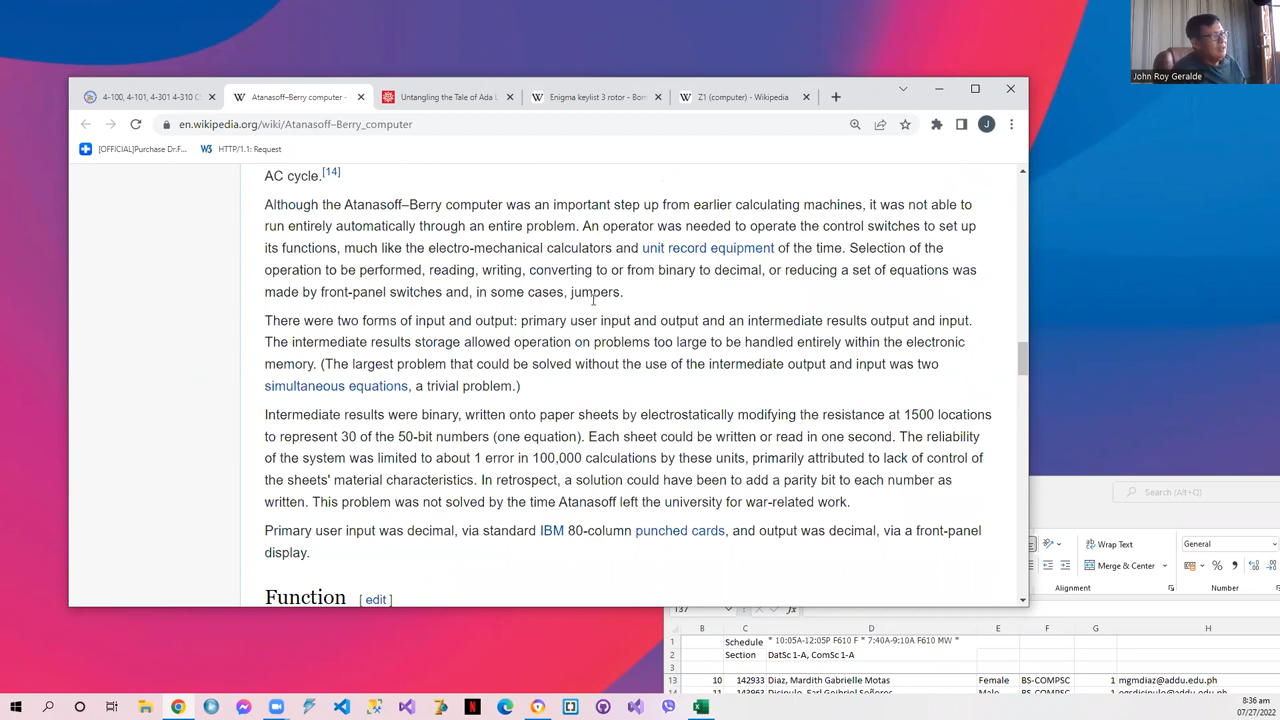 John Roy Geralde
4-100, 4-101, 4-301 4-310 C
Atanasoff–Berry computer -
Untangling the Tale of Ada L
Enigma keylist 3 rotor - Bom
Z1 (computer) - Wikipedia
en.wikipedia.org/wiki/Atanasoff–Berry_computer
J
[OFFICIAL]Purchase Dr.F...
HTTP/1.1: Request
AC cycle.[14]
Although the Atanasoff–Berry computer was an important step up from earlier calculating machines, it was not able to
run entirely automatically through an entire problem. An operator was needed to operate the control switches to set up
its functions, much like the electro-mechanical calculators and unit record equipment of the time. Selection of the
operation to be performed, reading, writing, converting to or from binary to decimal, or reducing a set of equations was
made by front-panel switches and, in some cases, jumpers.
There were two forms of input and output: primary user input and output and an intermediate results output and input.
The intermediate results storage allowed operation on problems too large to be handled entirely within the electronic
memory. (The largest problem that could be solved without the use of the intermediate output and input was two
simultaneous equations, a trivial problem.)
Intermediate results were binary, written onto paper sheets by electrostatically modifying the resistance at 1500 locations
to represent 30 of the 50-bit numbers (one equation). Each sheet could be written or read in one second. The reliability
of the system was limited to about 1 error in 100,000 calculations by these units, primarily attributed to lack of control of
the sheets' material characteristics. In retrospect, a solution could have been to add a parity bit to each number as
written. This problem was not solved by the time Atanasoff left the university for war-related work.
Primary user input was decimal, via standard IBM 80-column punched cards, and output was decimal, via a front-panel
display.
Function [ edit ]
Search (Alt+Q)
Wrap Text
General
Merge & Center
Alignment
Number
B C D E F G H
1 Schedule * 10:05A-12:05P F610 F * 7:40A-9:10A F610 MW *
2 Section DatSc 1-A, ComSc 1-A
3
13 10 142933 Diaz, Mardith Gabrielle Motas Female BS-COMPSC 1 mgmdiaz@addu.edu.ph
8:36 am
07/27/2022